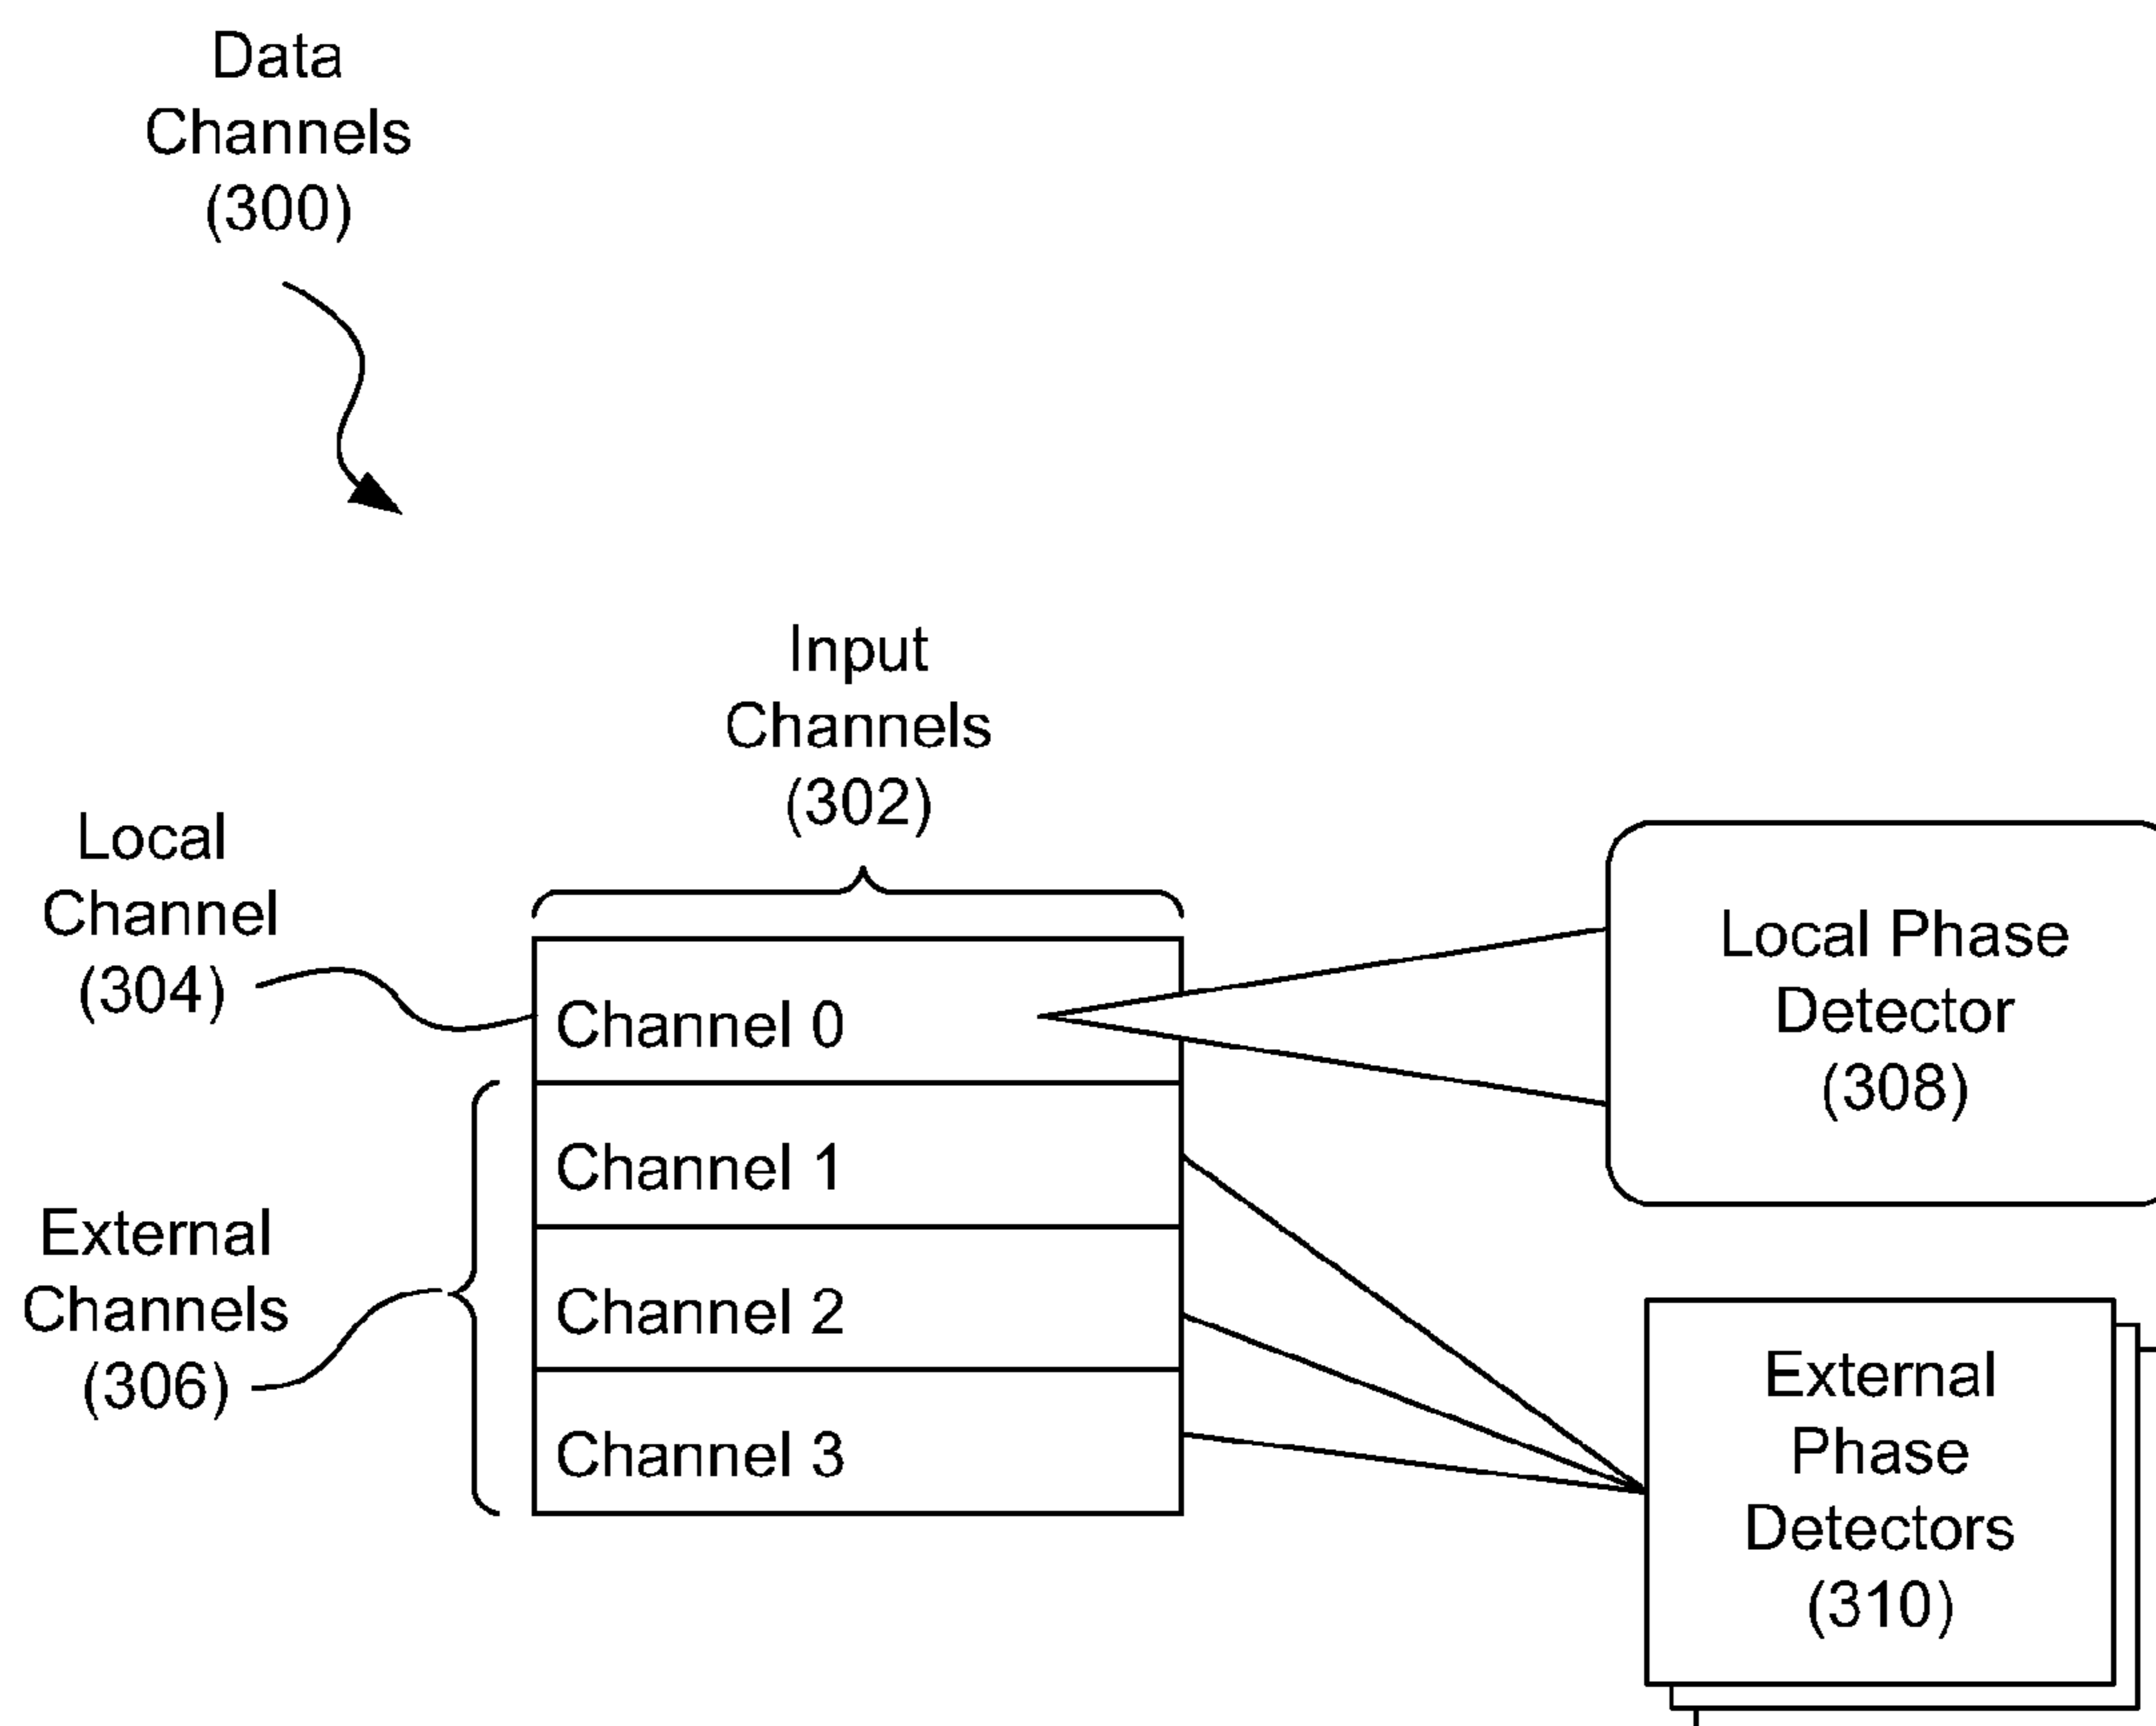 Data
Channels
(300)
Input
Channels
(302)
Local
Channel
(304)
Channel 0
Channel 1
Channel 2
Channel 3
External
Channels
(306)
Local Phase
Detector
(308)
External
Phase
Detectors
(310)